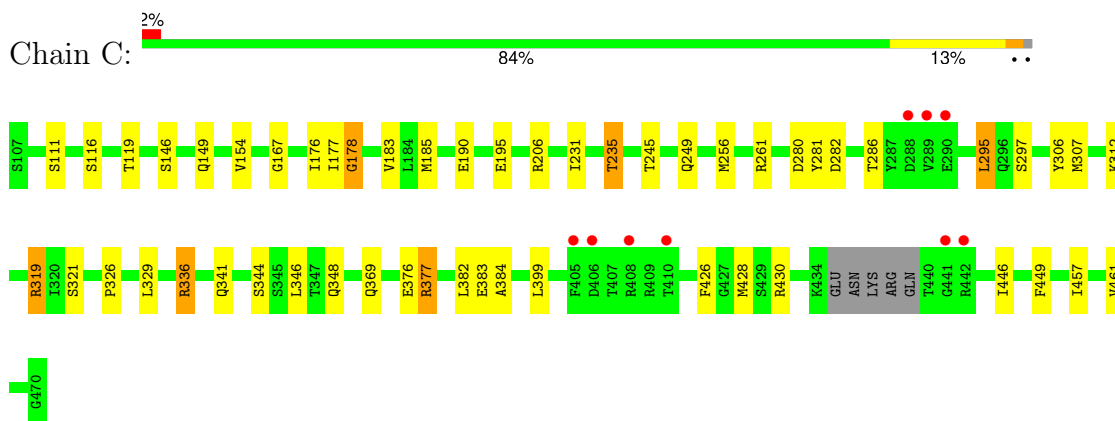 2%
Chain C:
84% 13% • •
S107 S111 S116 T119 S146 Q149 V154 G167 I176 I177 G178 V183 L184 M185 E190 E195 R206 I231 T235 T245 Q249 M256 R261 D280 Y281 D282 T286 Y287 D288 V289 E290 L295 Q296 S297 Y306 M307 K312
R319 I320 S321 P326 L329 R336 Q341 S344 S345 L346 T347 Q348 Q369 E376 R377 L382 E383 A384 L399 F405 D406 T407 R408 R409 T410 F426 G427 M428 S429 R430 K434 GLU ASN LYS ARG GLN T440 G441 R442 I446 F449 I457 V461
G470